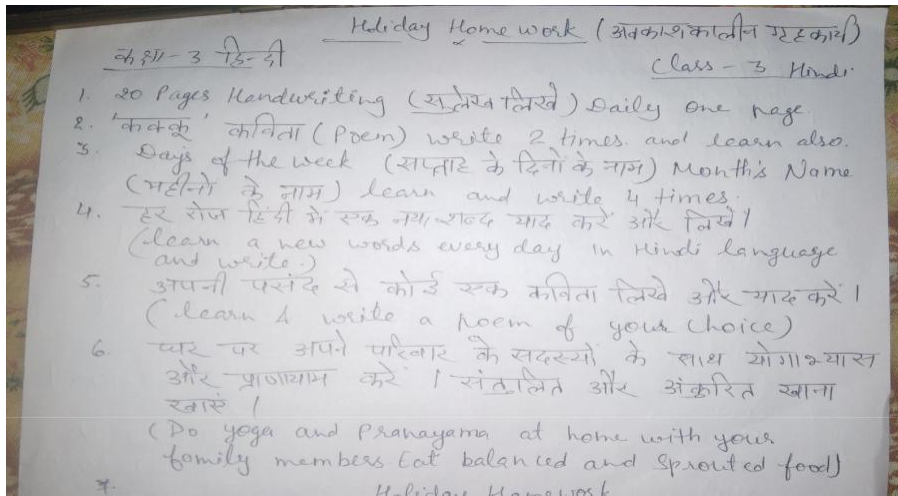 Holiday Home work (अवकाशकालीन गृहकार्य)
कक्षा-3 हिन्दी
Class - 3 Hindi.
1. 20 Pages Handwriting (सुलेख लिखे) Daily one page
2. 'कक्कू' कविता (Poem) write 2 times. and learn also.
3. Days of the week (सप्ताह के दिनों के नाम) Month's Name
(महीनो के नाम) learn and write 4 times.
4. हर रोज हिंदी में एक नया शब्द याद करें और लिखें।
(learn a new words every day in Hindi language
and write.)
5. अपनी पसंद से कोई एक कविता लिखे और याद करें।
(learn & write a poem of your choice)
6. घर पर अपने परिवार के सदस्यों के साथ योगाभ्यास
और प्राणायाम करें । संतुलित और अंकुरित खाना
खाएं ।
(Do yoga and Pranayama at home with your
family members Eat balanced and Sprouted food)
7. Holiday Homework